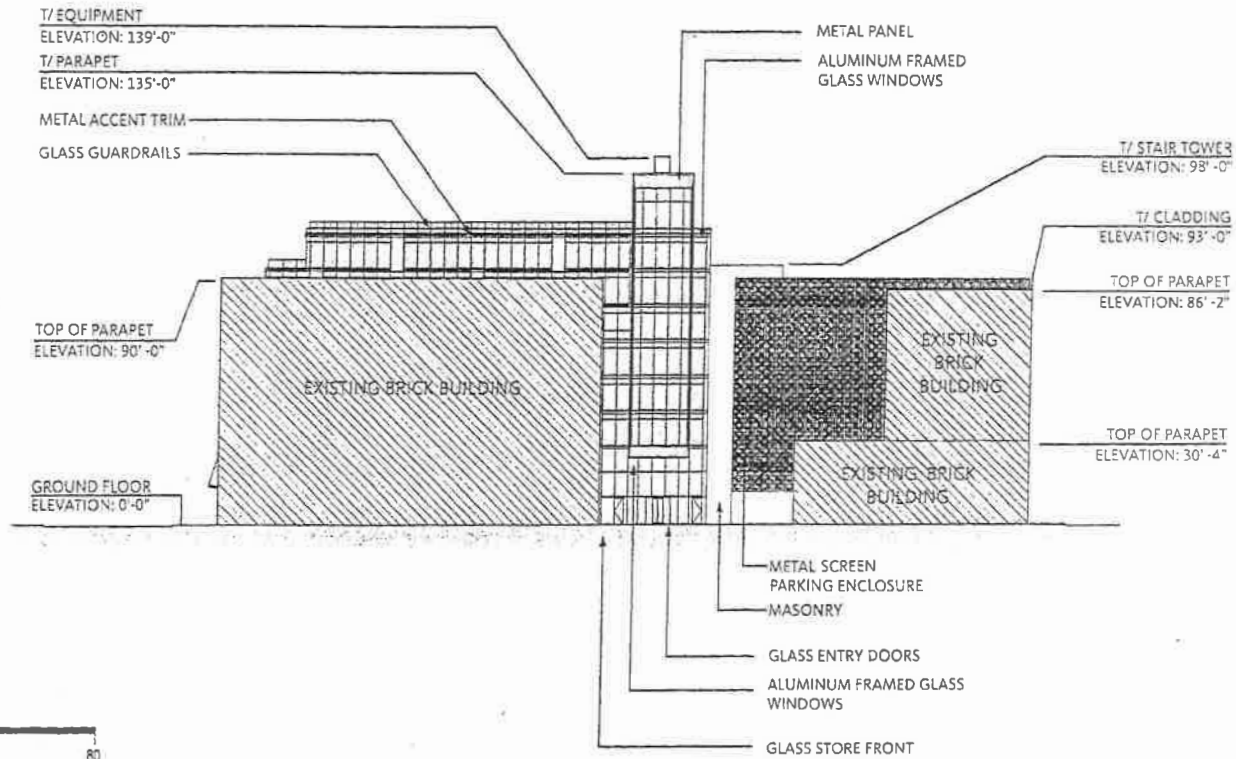 T/ EQUIPMENT
ELEVATION: 139'-0"
T/ PARAPET
ELEVATION: 135'-0"
METAL ACCENT TRIM
GLASS GUARDRAILS
METAL PANEL
ALUMINUM FRAMED
GLASS WINDOWS
T/ STAIR TOWER
ELEVATION: 98'-0"
T/ CLADDING
ELEVATION: 93'-0"
TOP OF PARAPET
ELEVATION: 86'-2"
TOP OF PARAPET
ELEVATION: 90'-0"
EXISTING BRICK BUILDING
EXISTING
BRICK
BUILDING
TOP OF PARAPET
ELEVATION: 30'-4"
EXISTING BRICK
BUILDING
GROUND FLOOR
ELEVATION: 0'-0"
METAL SCREEN
PARKING ENCLOSURE
MASONRY
GLASS ENTRY DOORS
ALUMINUM FRAMED GLASS
WINDOWS
GLASS STORE FRONT
80